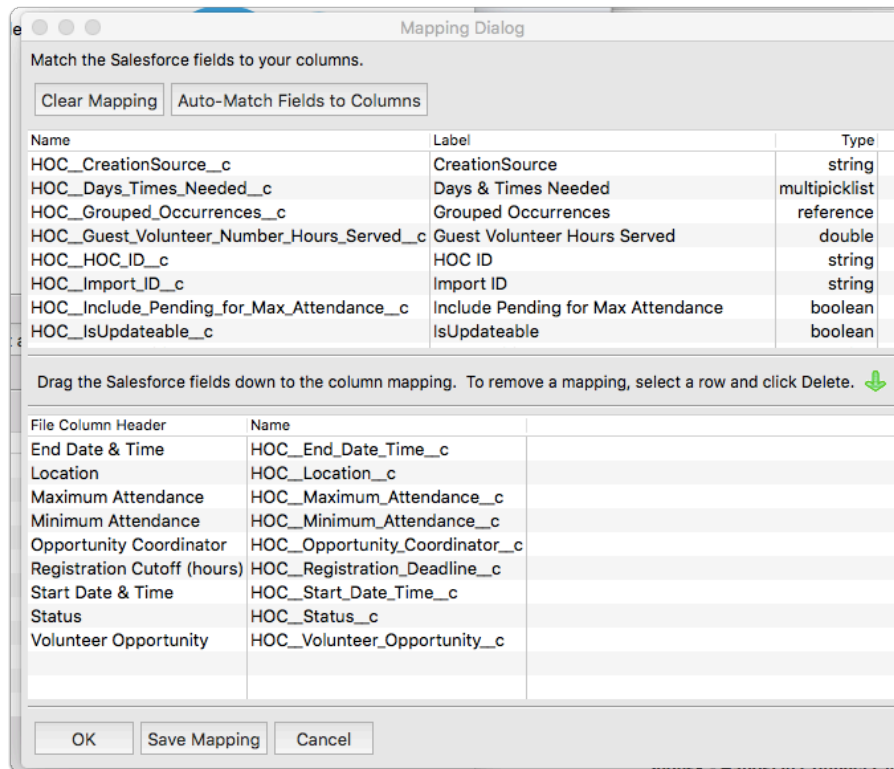 Mapping Dialog
Match the Salesforce fields to your columns.
Clear Mapping Auto-Match Fields to Columns
Name Label Type
HOC__CreationSource__c CreationSource string
HOC__Days_Times_Needed__c Days & Times Needed multipicklist
HOC__Grouped_Occurrences__c Grouped Occurrences reference
HOC__Guest_Volunteer_Number_Hours_Served__c Guest Volunteer Hours Served double
HOC__HOC_ID__c HOC ID string
HOC__Import_ID__c Import ID string
HOC__Include_Pending_for_Max_Attendance__c Include Pending for Max Attendance boolean
HOC__IsUpdateable__c IsUpdateable boolean
Drag the Salesforce fields down to the column mapping. To remove a mapping, select a row and click Delete.
File Column Header Name
End Date & Time HOC__End_Date_Time__c
Location HOC__Location__c
Maximum Attendance HOC__Maximum_Attendance__c
Minimum Attendance HOC__Minimum_Attendance__c
Opportunity Coordinator HOC__Opportunity_Coordinator__c
Registration Cutoff (hours) HOC__Registration_Deadline__c
Start Date & Time HOC__Start_Date_Time__c
Status HOC__Status__c
Volunteer Opportunity HOC__Volunteer_Opportunity__c
OK Save Mapping Cancel